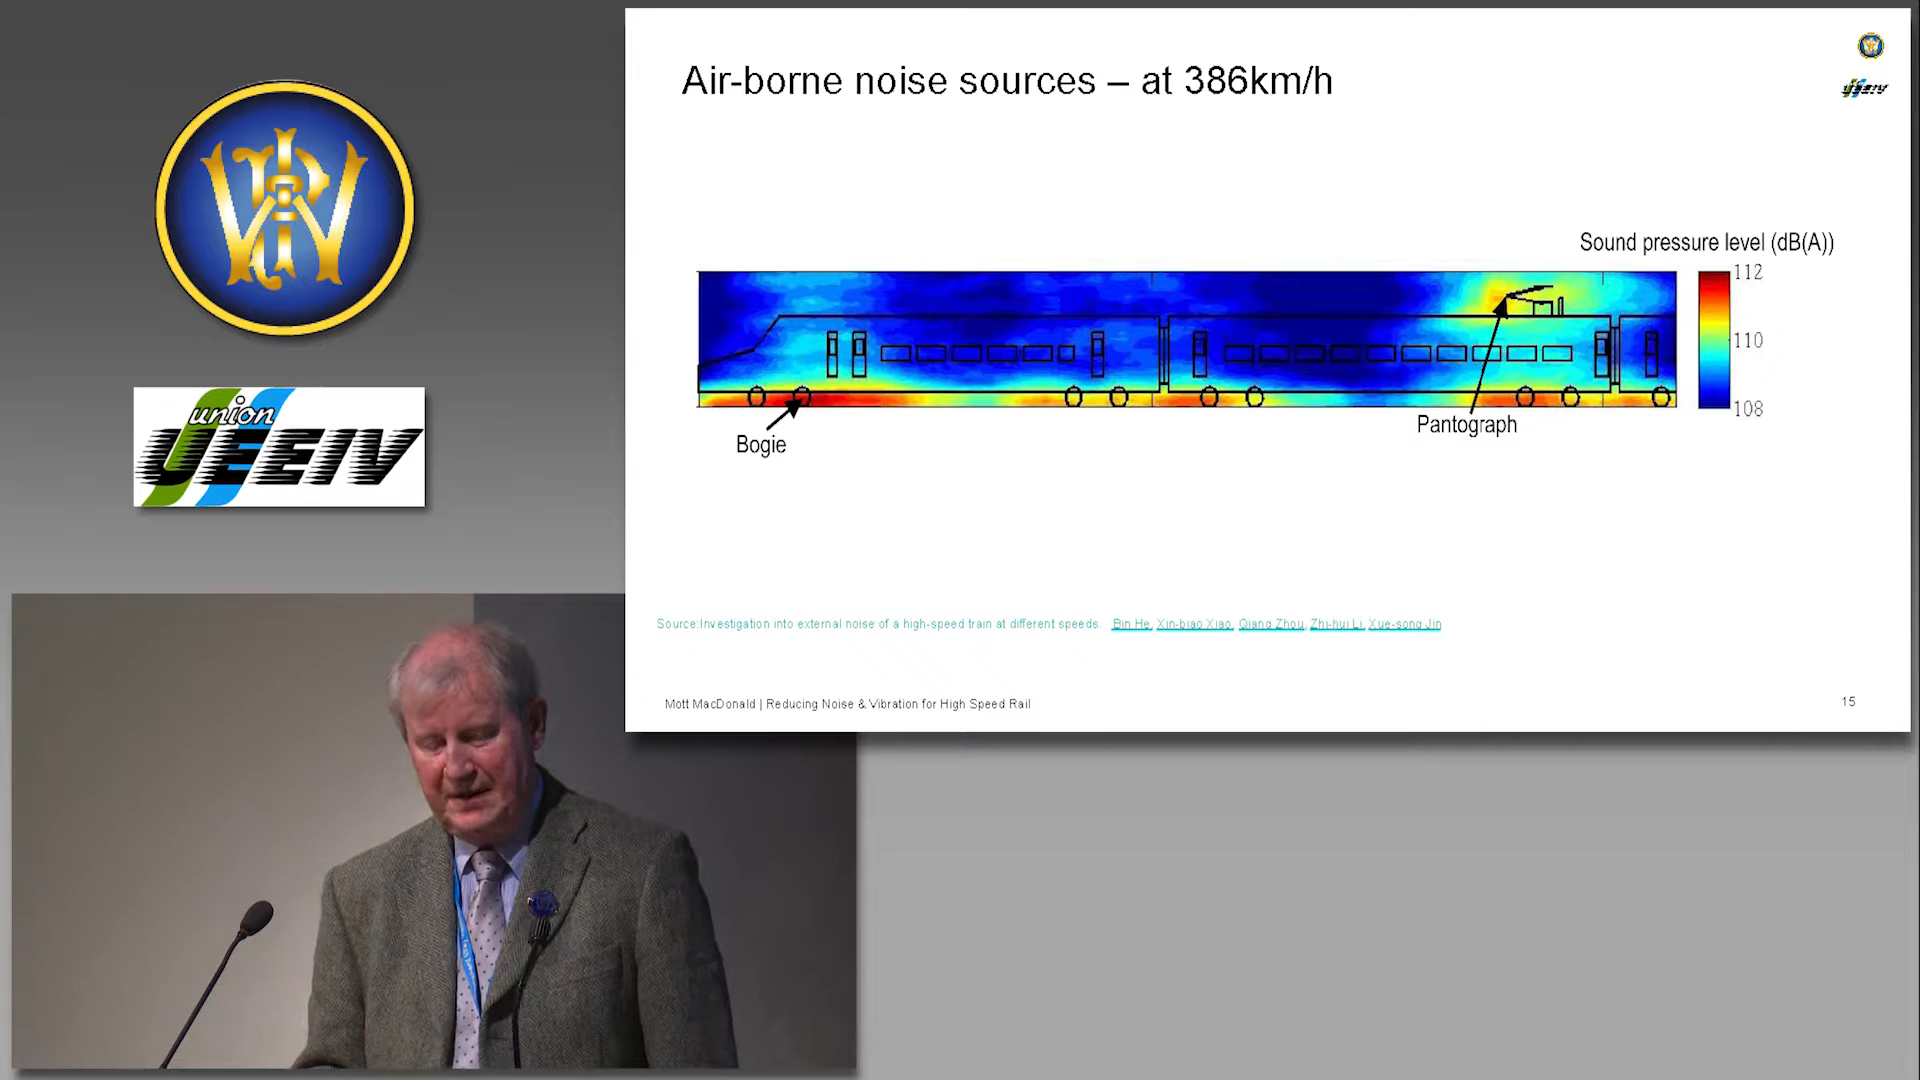 Air-borne noise sources – at 386km/h
Sound pressure level (dB(A))
112
110
108
Pantograph
Bogie
union
UEEIV
Source:Investigation into external noise of a high-speed train at different speeds. Bin He, Xin-biao Xiao, Qiang Zhou, Zhi-hui Li, Xue-song Jin
Mott MacDonald | Reducing Noise & Vibration for High Speed Rail
15